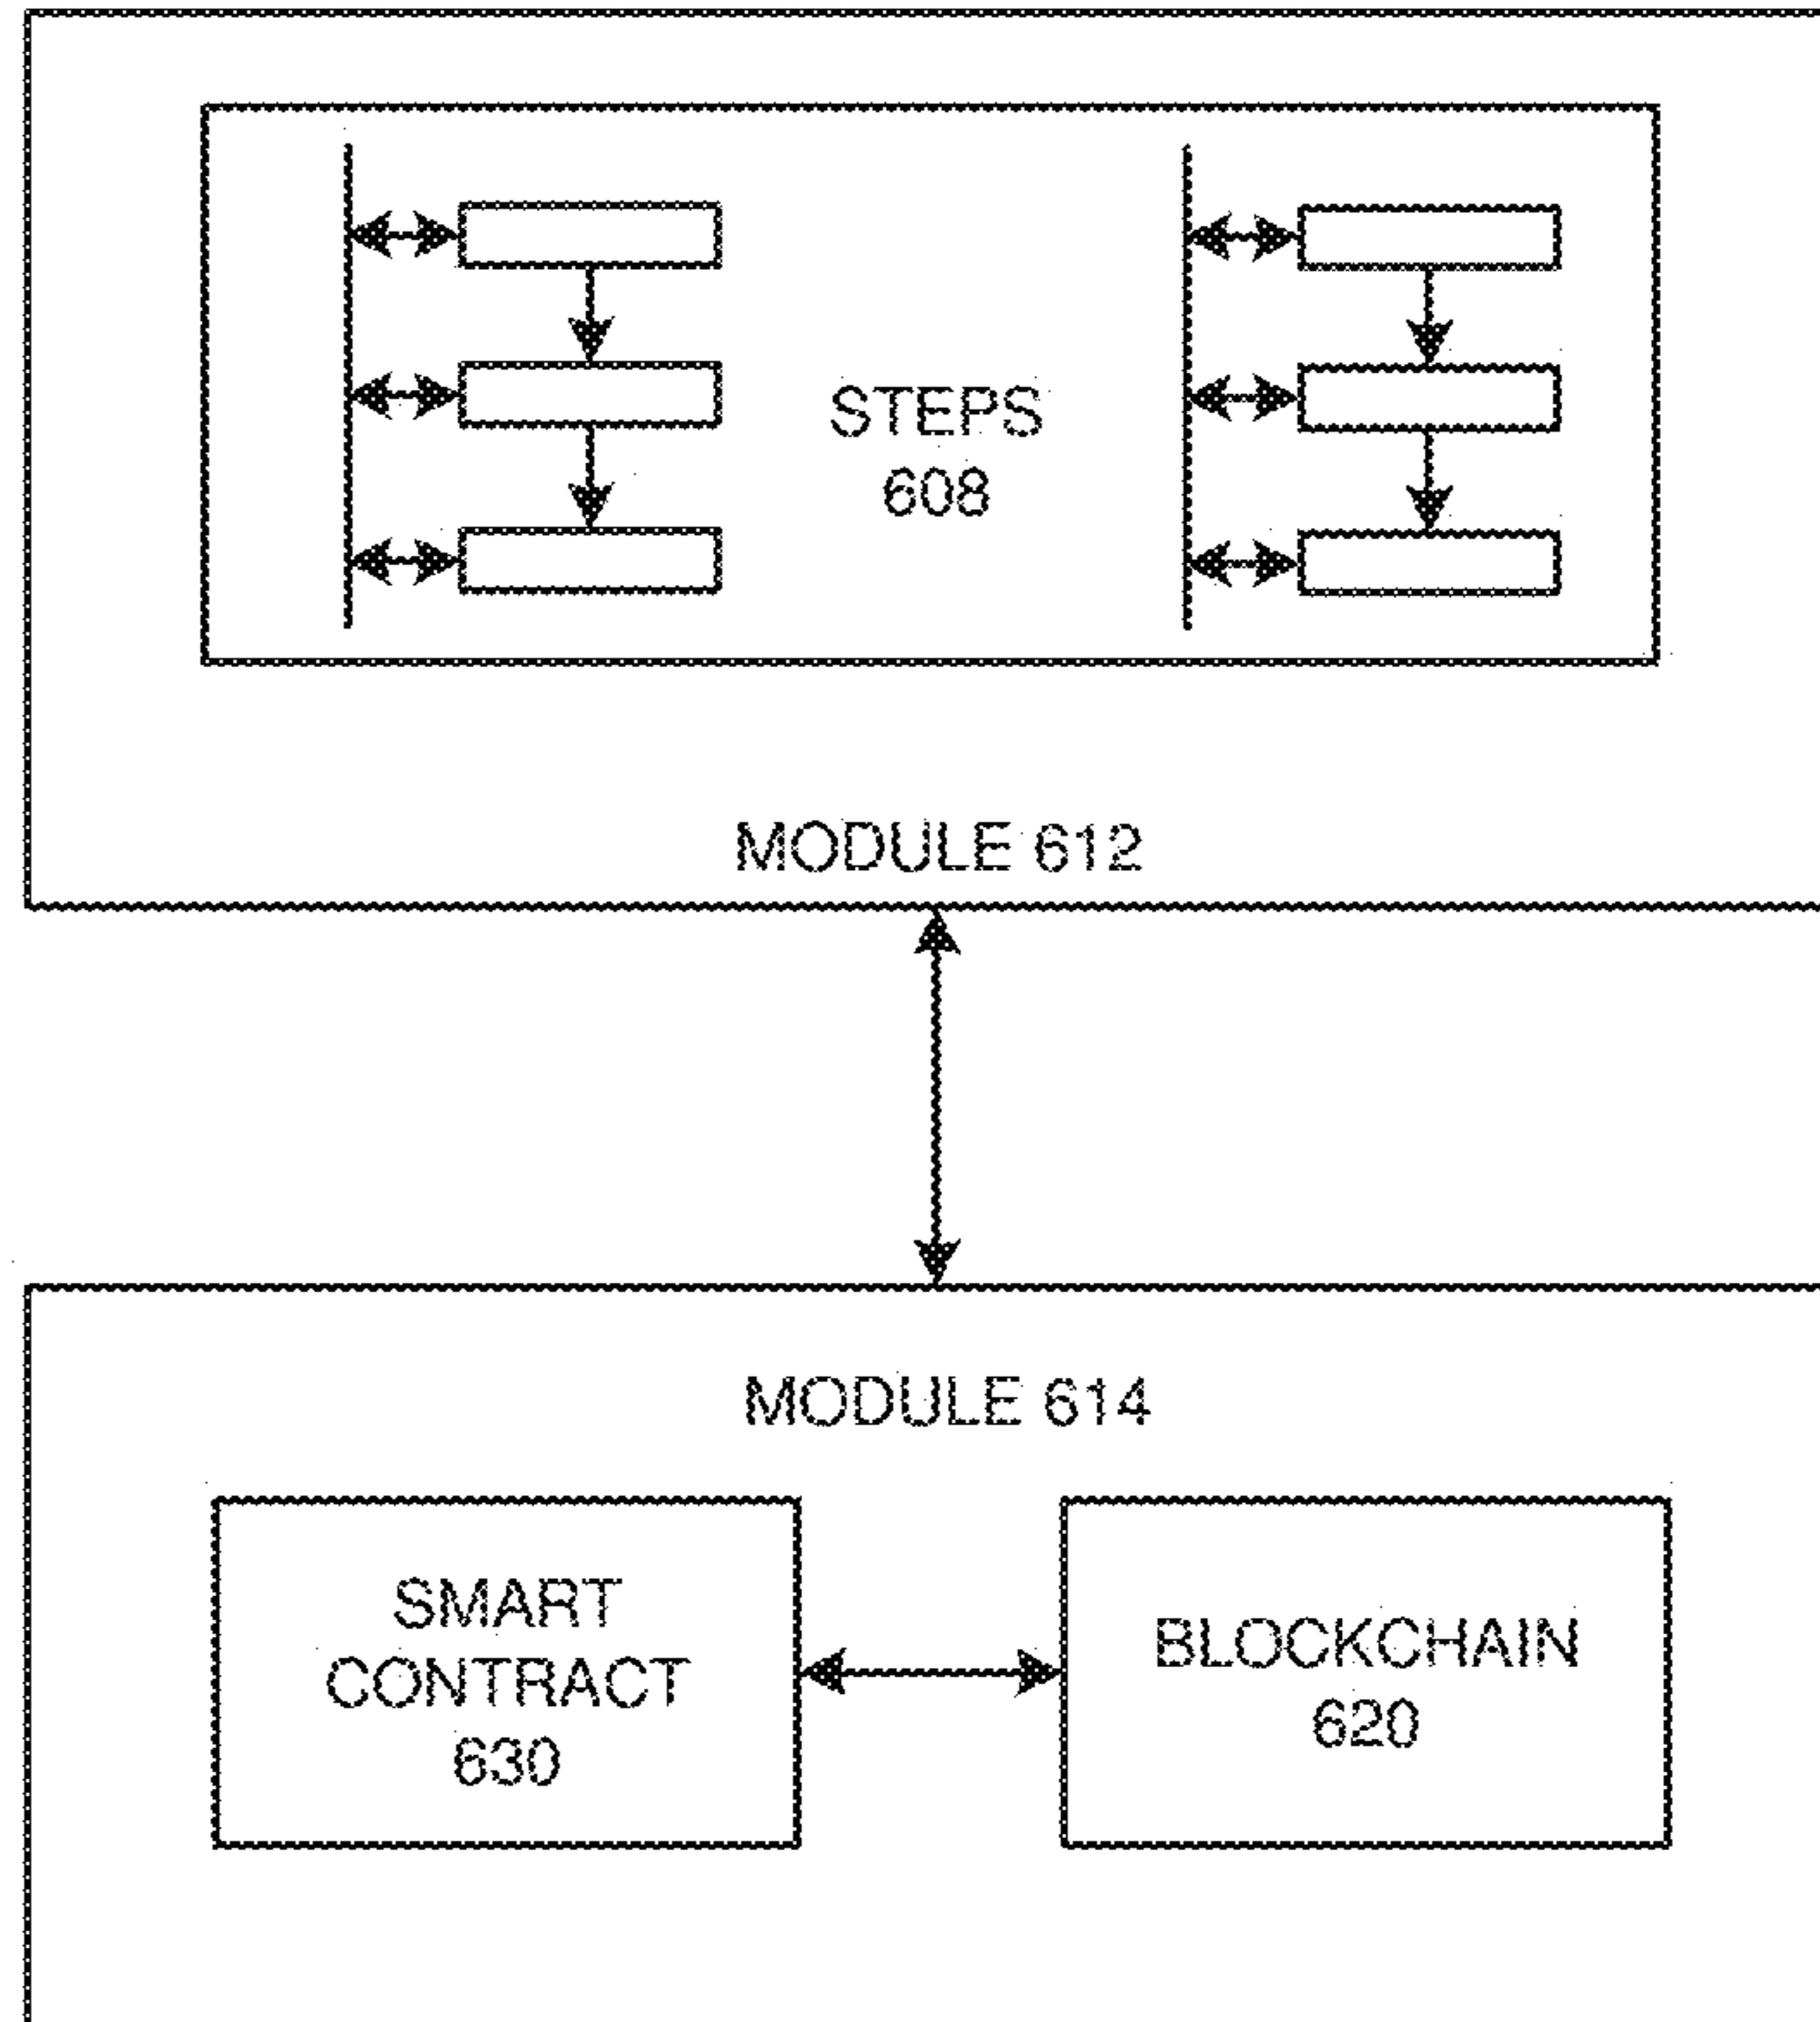 STEPS
608
MODULE 612
MODULE 614
SMART
CONTRACT
630
BLOCKCHAIN
620